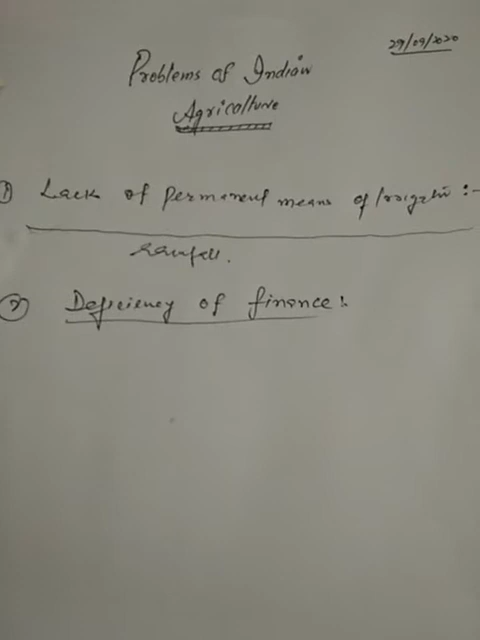 29/09/2020
Problems of Indian
Agriculture
① Lack of permanent means of Irrigation :-
rainfall.
② Deficiency of finance :